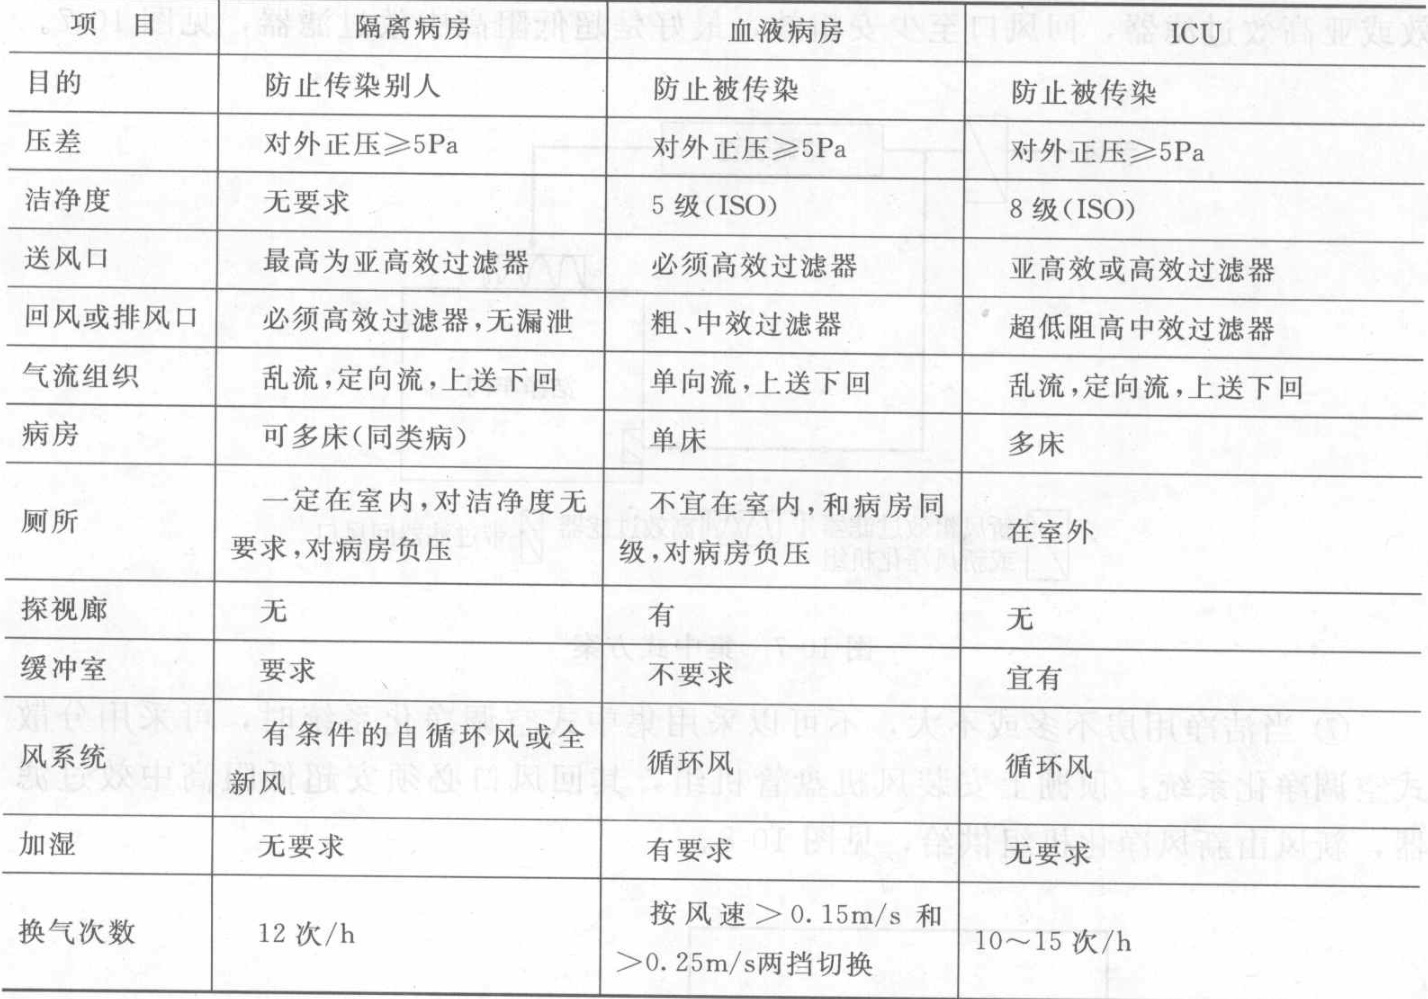 项 目 隔离病房 血液病房 ICU
目的 防止传染别人 防止被传染 防止被传染
压差 对外正压≥5Pa 对外正压≥5Pa 对外正压≥5Pa
洁净度 无要求 5级(ISO) 8级(ISO)
送风口 最高为亚高效过滤器 必须高效过滤器 亚高效或高效过滤器
回风或排风口 必须高效过滤器,无漏泄 粗、中效过滤器 超低阻高中效过滤器
气流组织 乱流,定向流,上送下回 单向流,上送下回 乱流,定向流,上送下回
病房 可多床(同类病) 单床 多床
厕所 一定在室内,对洁净度无 不宜在室内,和病房同 在室外
要求,对病房负压 级,对病房负压
探视廊 无 有 无
缓冲室 要求 不要求 宜有
风系统 有条件的自循环风或全 循环风 循环风
新风
加湿 无要求 有要求 无要求
换气次数 12次/h 按风速>0.15m/s和 10～15次/h
>0.25m/s两挡切换